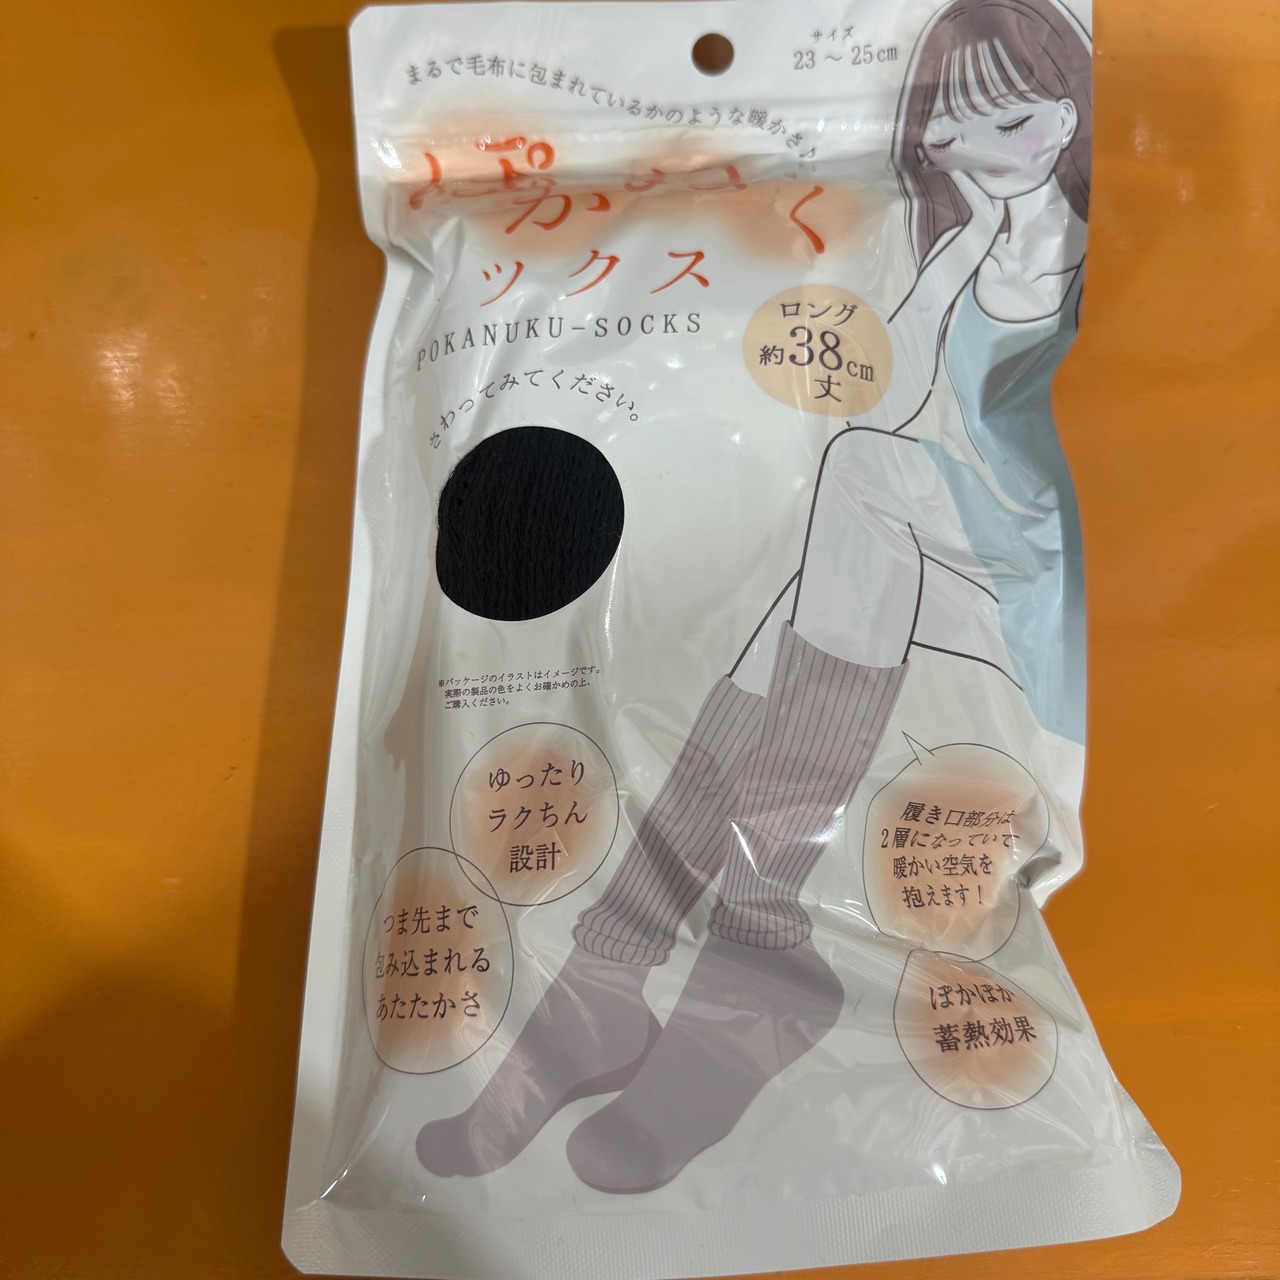 サイズ
23 ～ 25cm
まるで毛布に包まれているかのような暖かさ♪
ぽか
く
ックス
POKANUKU-SOCKS
ロング
約38cm
丈
さわってみてください。
※パッケージのイラストはイメージです。
実際の製品の色をよくお確かめの上、
ご購入ください。
ゆったり
ラクちん
設計
履き口部分は
2層になっていて
暖かい空気を
抱えます!
つま先まで
包み込まれる
あたたかさ
ぽかぽか
蓄熱効果